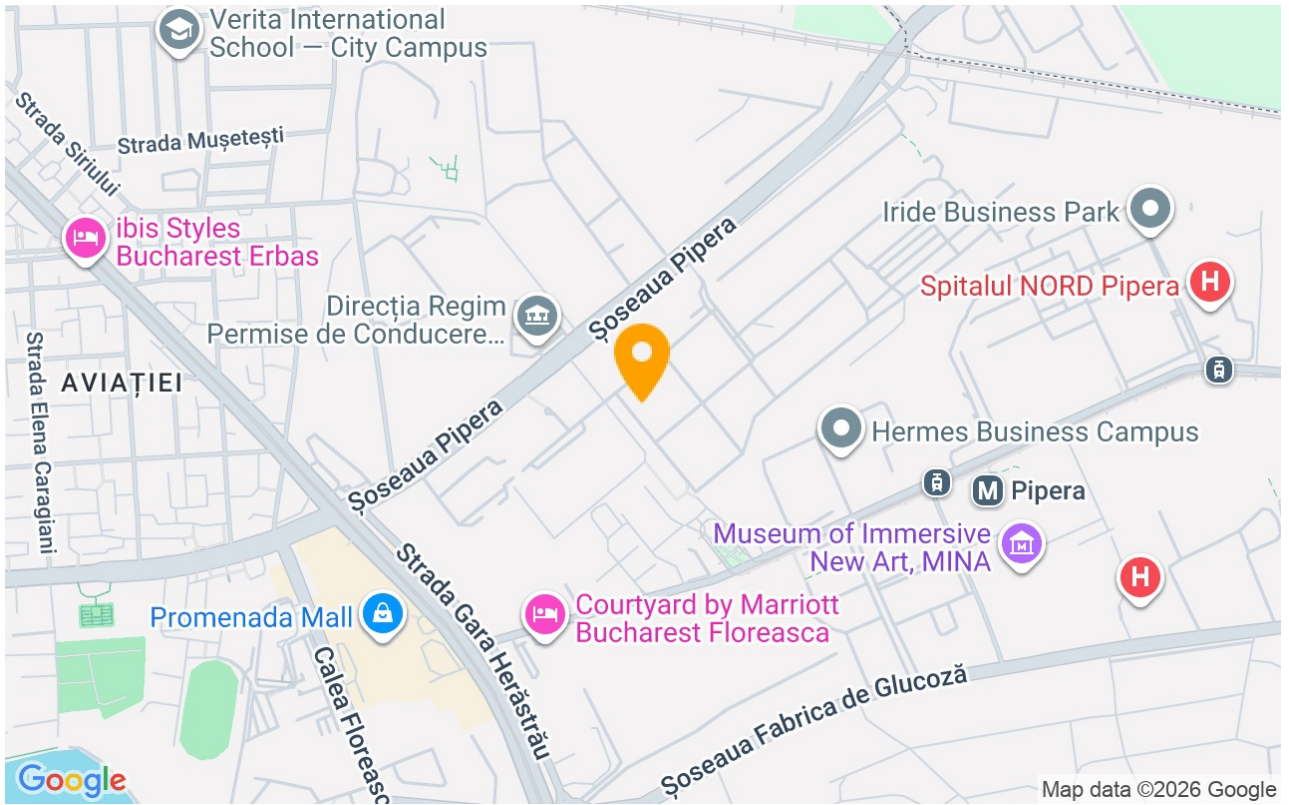 Verita International
School — City Campus
Strada Siriului
Strada Mușetești
ibis Styles
Bucharest Erbas
Iride Business Park
Spitalul NORD Pipera
H
Șoseaua Pipera
Direcția Regim
Permise de Conducere...
Strada Elena Caragiani
AVIAȚIEI
Șoseaua Pipera
Hermes Business Campus
M Pipera
Museum of Immersive
New Art, MINA
H
Promenada Mall
Strada Gara Herăstrău
Courtyard by Marriott
Bucharest Floreasca
Calea Floreasc
Șoseaua Fabrica de Glucoză
Google
Map data ©2026 Google